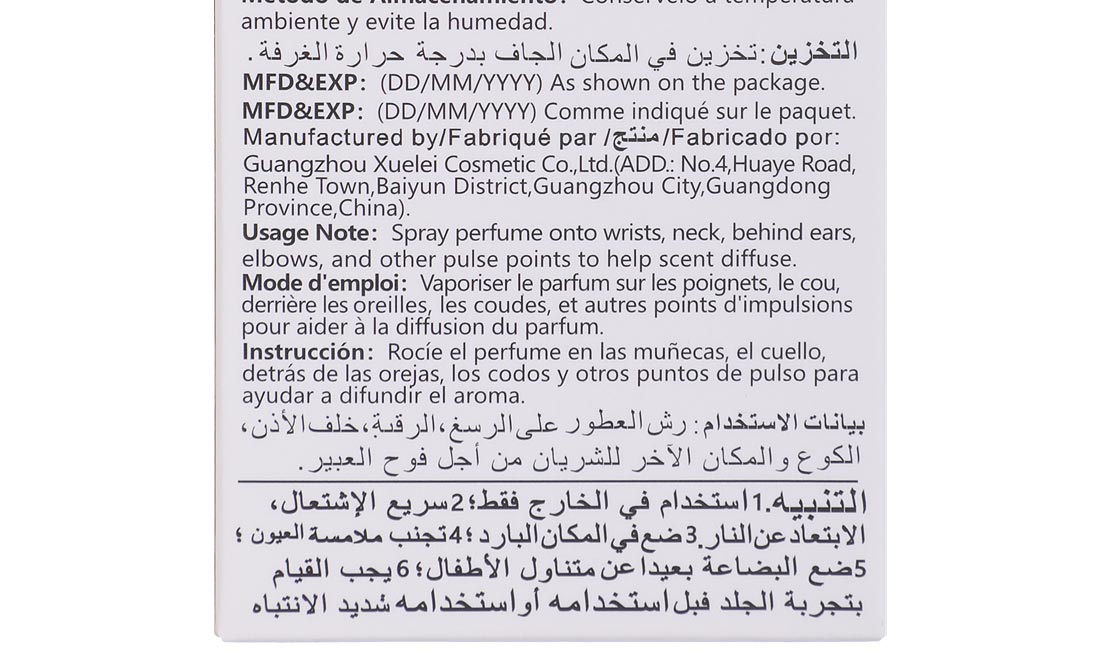 Método de Almacenamiento: Consérvelo a temperatura
ambiente y evite la humedad.
التخزين: تخزين في المكان الجاف بدرجة حرارة الغرفة.
MFD&EXP: (DD/MM/YYYY) As shown on the package.
MFD&EXP: (DD/MM/YYYY) Comme indiqué sur le paquet.
Manufactured by/Fabriqué par /منتج/Fabricado por:
Guangzhou Xuelei Cosmetic Co.,Ltd.(ADD.: No.4,Huaye Road,
Renhe Town,Baiyun District,Guangzhou City,Guangdong
Province,China).
Usage Note: Spray perfume onto wrists, neck, behind ears,
elbows, and other pulse points to help scent diffuse.
Mode d'emploi: Vaporiser le parfum sur les poignets, le cou,
derrière les oreilles, les coudes, et autres points d'impulsions
pour aider à la diffusion du parfum.
Instrucción: Rocíe el perfume en las muñecas, el cuello,
detrás de las orejas, los codos y otros puntos de pulso para
ayudar a difundir el aroma.
بيانات الاستخدام: رش العطور على الرسغ، الرقبة، خلف الأذن،
الكوع والمكان الآخر للشريان من أجل فوح العبير.
التنبيه.1استخدام في الخارج فقط؛2سريع الإشتعال،
الابتعاد عن النار.3ضع في المكان البارد؛4تجنب ملامسة العيون؛
5ضع البضاعة بعيدا عن متناول الأطفال؛6يجب القيام
بتجربة الجلد قبل استخدامه أو استخدامه شديد الانتباه